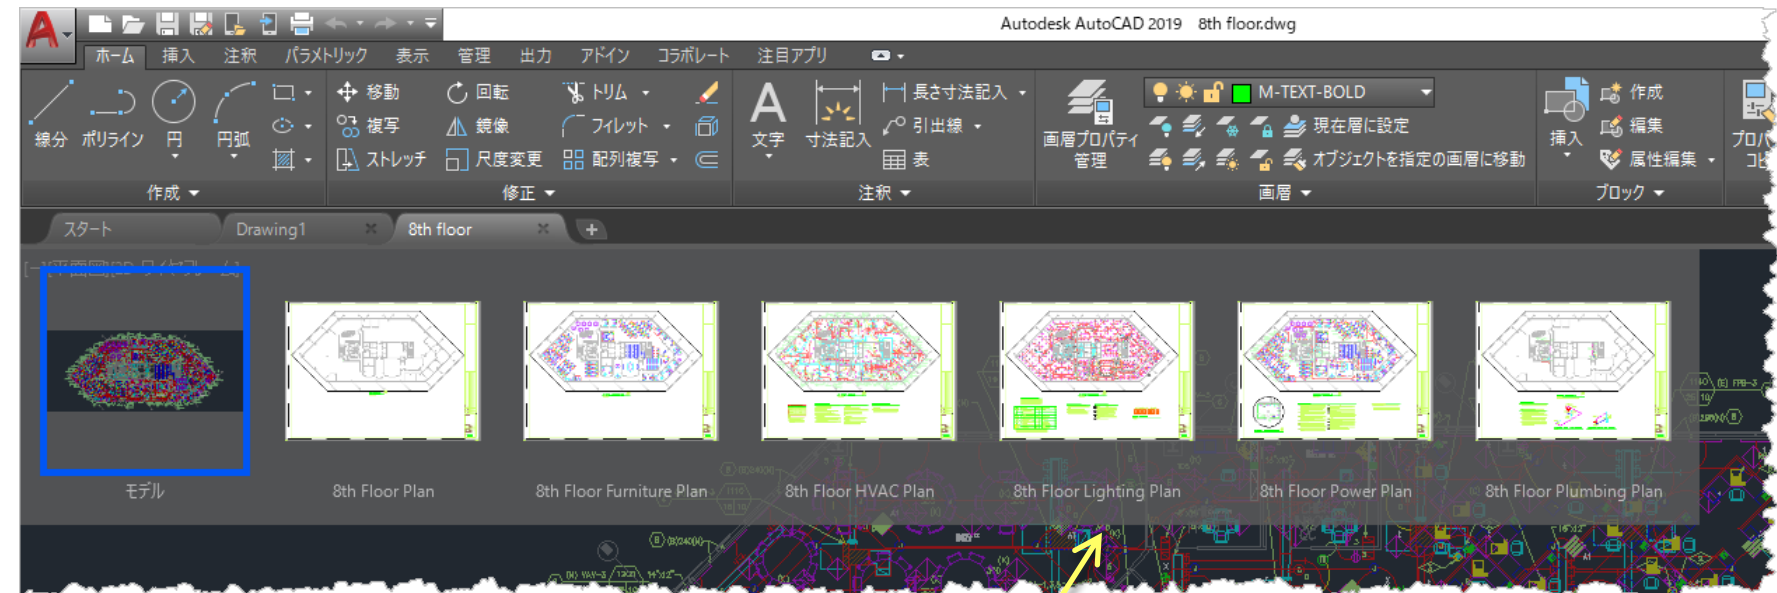 Autodesk AutoCAD 2019 8th floor.dwg
ホーム 挿入 注釈 パラメトリック 表示 管理 出力 アドイン コラボレート 注目アプリ
線分 ポリライン 円 円弧
作成
移動 回転 トリム
複写 鏡像 フィレット
ストレッチ 尺度変更 配列複写
修正
文字 寸法記入
長さ寸法記入
引出線
表
注釈
画層プロパティ
管理
M-TEXT-BOLD
現在層に設定
オブジェクトを指定の画層に移動
画層
挿入
作成
編集
属性編集
ブロック
スタート Drawing1 8th floor
モデル 8th Floor Plan 8th Floor Furniture Plan 8th Floor HVAC Plan 8th Floor Lighting Plan 8th Floor Power Plan 8th Floor Plumbing Plan